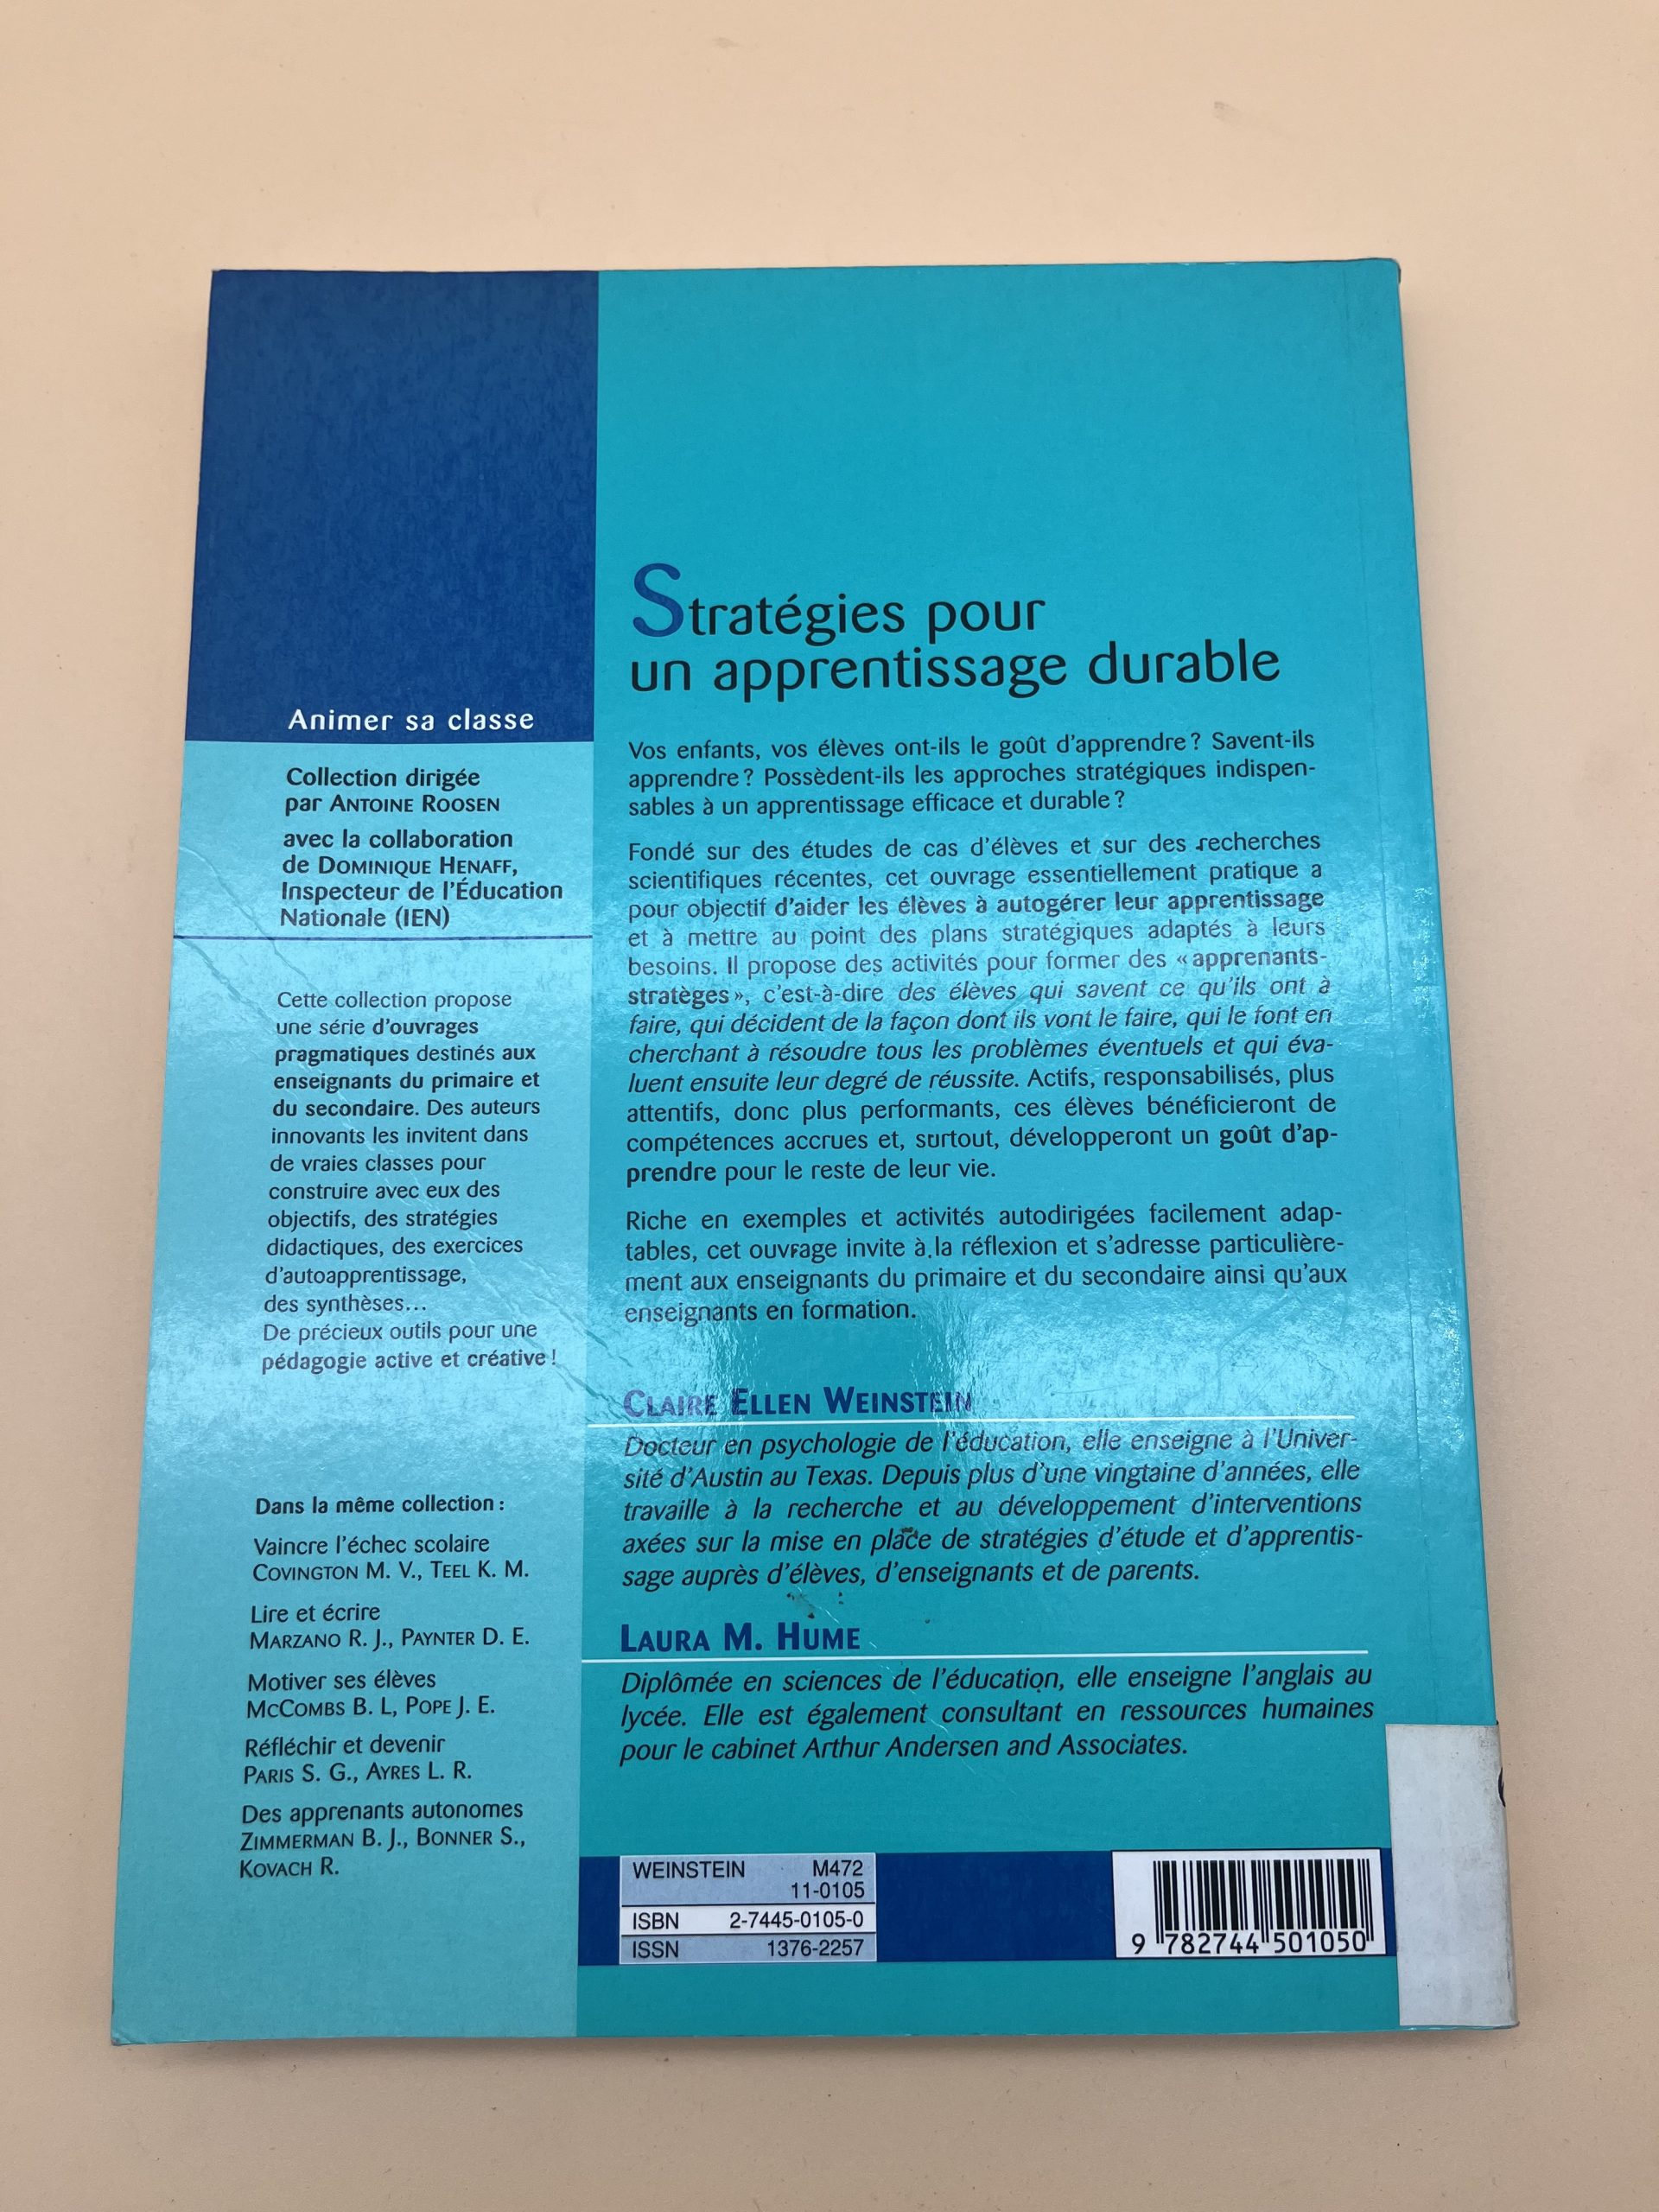 Animer sa classe
Collection dirigée
par ANTOINE ROOSEN
avec la collaboration
de DOMINIQUE HENAFF,
Inspecteur de l'Éducation
Nationale (IEN)
Cette collection propose
une série d'ouvrages
pragmatiques destinés aux
enseignants du primaire et
du secondaire. Des auteurs
innovants les invitent dans
de vraies classes pour
construire avec eux des
objectifs, des stratégies
didactiques, des exercices
d'autoapprentissage,
des synthèses...
De précieux outils pour une
pédagogie active et créative !
Dans la même collection :
Vaincre l'échec scolaire
COVINGTON M. V., TEEL K. M.
Lire et écrire
MARZANO R. J., PAYNTER D. E.
Motiver ses élèves
MCCOMBS B. L, POPE J. E.
Réfléchir et devenir
PARIS S. G., AYRES L. R.
Des apprenants autonomes
ZIMMERMAN B. J., BONNER S.,
KOVACH R.
Stratégies pour
un apprentissage durable
Vos enfants, vos élèves ont-ils le goût d'apprendre ? Savent-ils
apprendre ? Possèdent-ils les approches stratégiques indispen-
sables à un apprentissage efficace et durable ?
Fondé sur des études de cas d'élèves et sur des recherches
scientifiques récentes, cet ouvrage essentiellement pratique a
pour objectif d'aider les élèves à autogérer leur apprentissage
et à mettre au point des plans stratégiques adaptés à leurs
besoins. Il propose des activités pour former des « apprenants-
stratèges », c'est-à-dire des élèves qui savent ce qu'ils ont à
faire, qui décident de la façon dont ils vont le faire, qui le font en
cherchant à résoudre tous les problèmes éventuels et qui éva-
luent ensuite leur degré de réussite. Actifs, responsabilisés, plus
attentifs, donc plus performants, ces élèves bénéficieront de
compétences accrues et, surtout, développeront un goût d'ap-
prendre pour le reste de leur vie.
Riche en exemples et activités autodirigées facilement adap-
tables, cet ouvrage invite à la réflexion et s'adresse particulière-
ment aux enseignants du primaire et du secondaire ainsi qu'aux
enseignants en formation.
CLAIRE ELLEN WEINSTEIN
Docteur en psychologie de l'éducation, elle enseigne à l'Univer-
sité d'Austin au Texas. Depuis plus d'une vingtaine d'années, elle
travaille à la recherche et au développement d'interventions
axées sur la mise en place de stratégies d'étude et d'apprentis-
sage auprès d'élèves, d'enseignants et de parents.
LAURA M. HUME
Diplômée en sciences de l'éducation, elle enseigne l'anglais au
lycée. Elle est également consultant en ressources humaines
pour le cabinet Arthur Andersen and Associates.
WEINSTEIN M472
11-0105
ISBN 2-7445-0105-0
ISSN 1376-2257
9 782744 501050